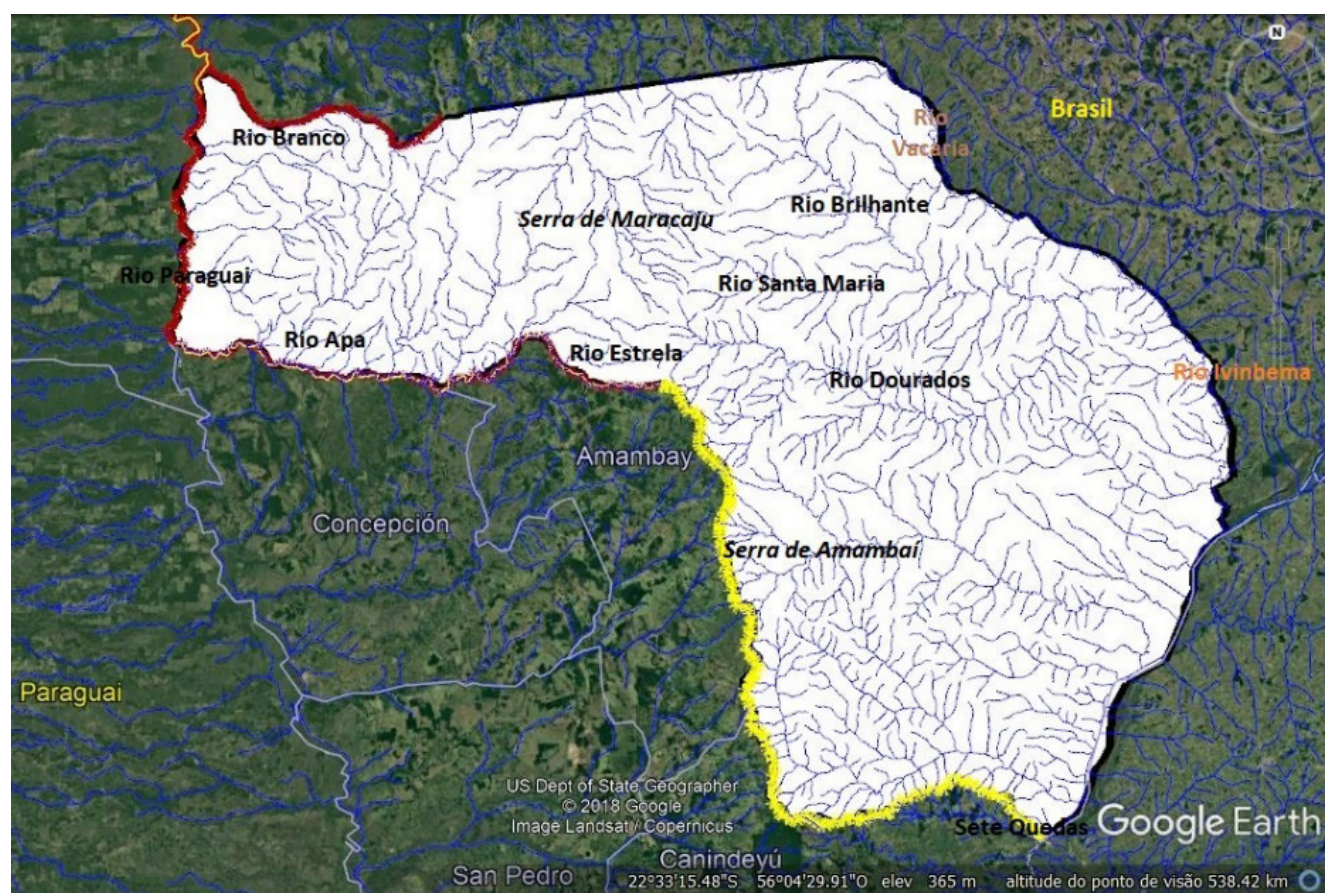 N
Brasil
Rio
Vacaria
Rio Branco
Rio Brilhante
Serra de Maracaju
Rio Paraguai
Rio Santa Maria
Rio Apa
Rio Estrela
Rio Dourados
Rio Ivinhema
Amambay
Concepción
Serra de Amambaí
Paraguai
US Dept of State Geographer
© 2018 Google
Image Landsat / Copernicus
Sete Quedas
Google Earth
Canindeyú
San Pedro
22°33'15.48"S 56°04'29.91"O elev 365 m altitude do ponto de visão 538.42 km